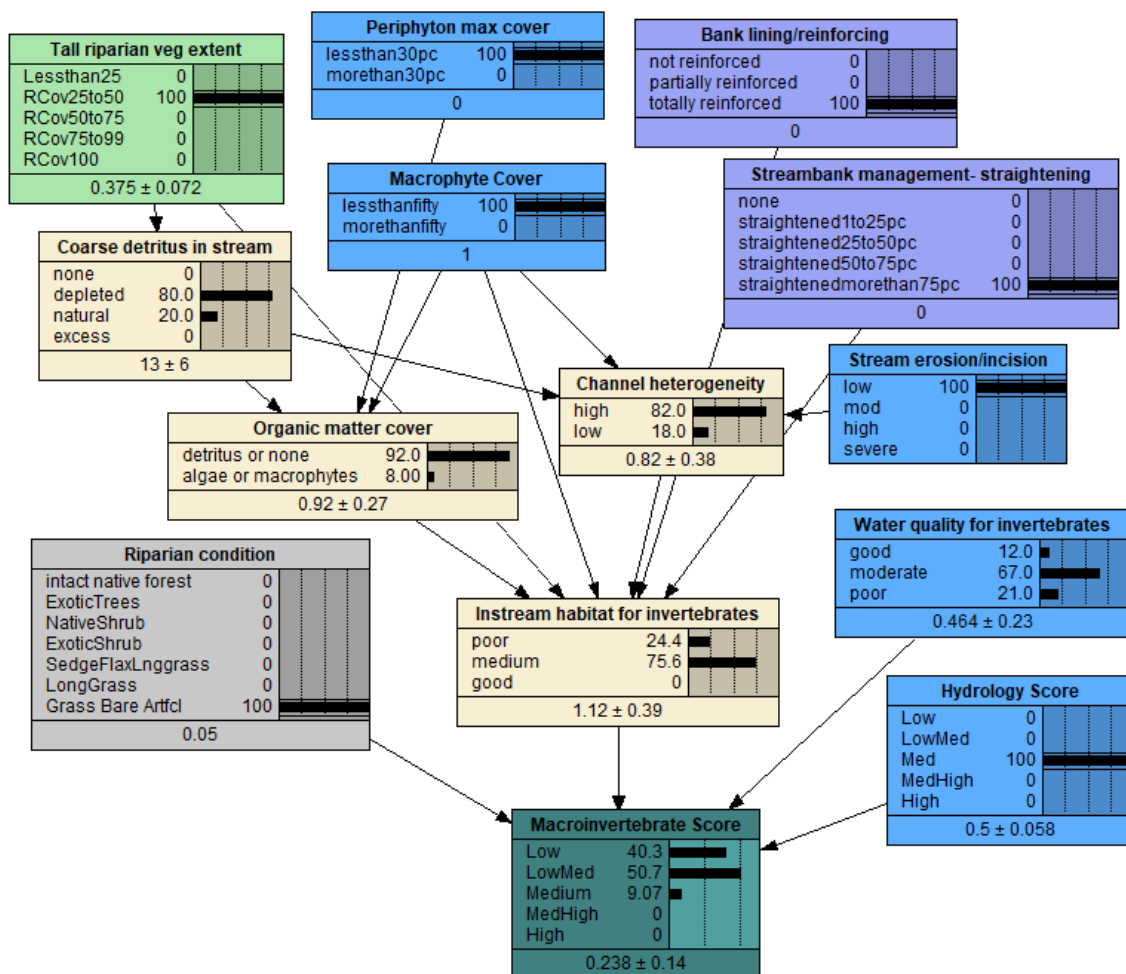 Tall riparian veg extent
Lessthan25 0
RCov25to50 100
RCov50to75 0
RCov75to99 0
RCov100 0
0.375 ± 0.072
Periphyton max cover
lessthan30pc 100
morethan30pc 0
0
Bank lining/reinforcing
not reinforced 0
partially reinforced 0
totally reinforced 100
0
Macrophyte Cover
lessthanfifty 100
morethanfifty 0
1
Streambank management- straightening
none 0
straightened1to25pc 0
straightened25to50pc 0
straightened50to75pc 0
straightenedmorethan75pc 100
0
Coarse detritus in stream
none 0
depleted 80.0
natural 20.0
excess 0
13 ± 6
Stream erosion/incision
low 100
mod 0
high 0
severe 0
Channel heterogeneity
high 82.0
low 18.0
0.82 ± 0.38
Organic matter cover
detritus or none 92.0
algae or macrophytes 8.00
0.92 ± 0.27
Water quality for invertebrates
good 12.0
moderate 67.0
poor 21.0
0.464 ± 0.23
Riparian condition
intact native forest 0
ExoticTrees 0
NativeShrub 0
ExoticShrub 0
SedgeFlaxLnggrass 0
LongGrass 0
Grass Bare Artfcl 100
0.05
Instream habitat for invertebrates
poor 24.4
medium 75.6
good 0
1.12 ± 0.39
Hydrology Score
Low 0
LowMed 0
Med 100
MedHigh 0
High 0
0.5 ± 0.058
Macroinvertebrate Score
Low 40.3
LowMed 50.7
Medium 9.07
MedHigh 0
High 0
0.238 ± 0.14